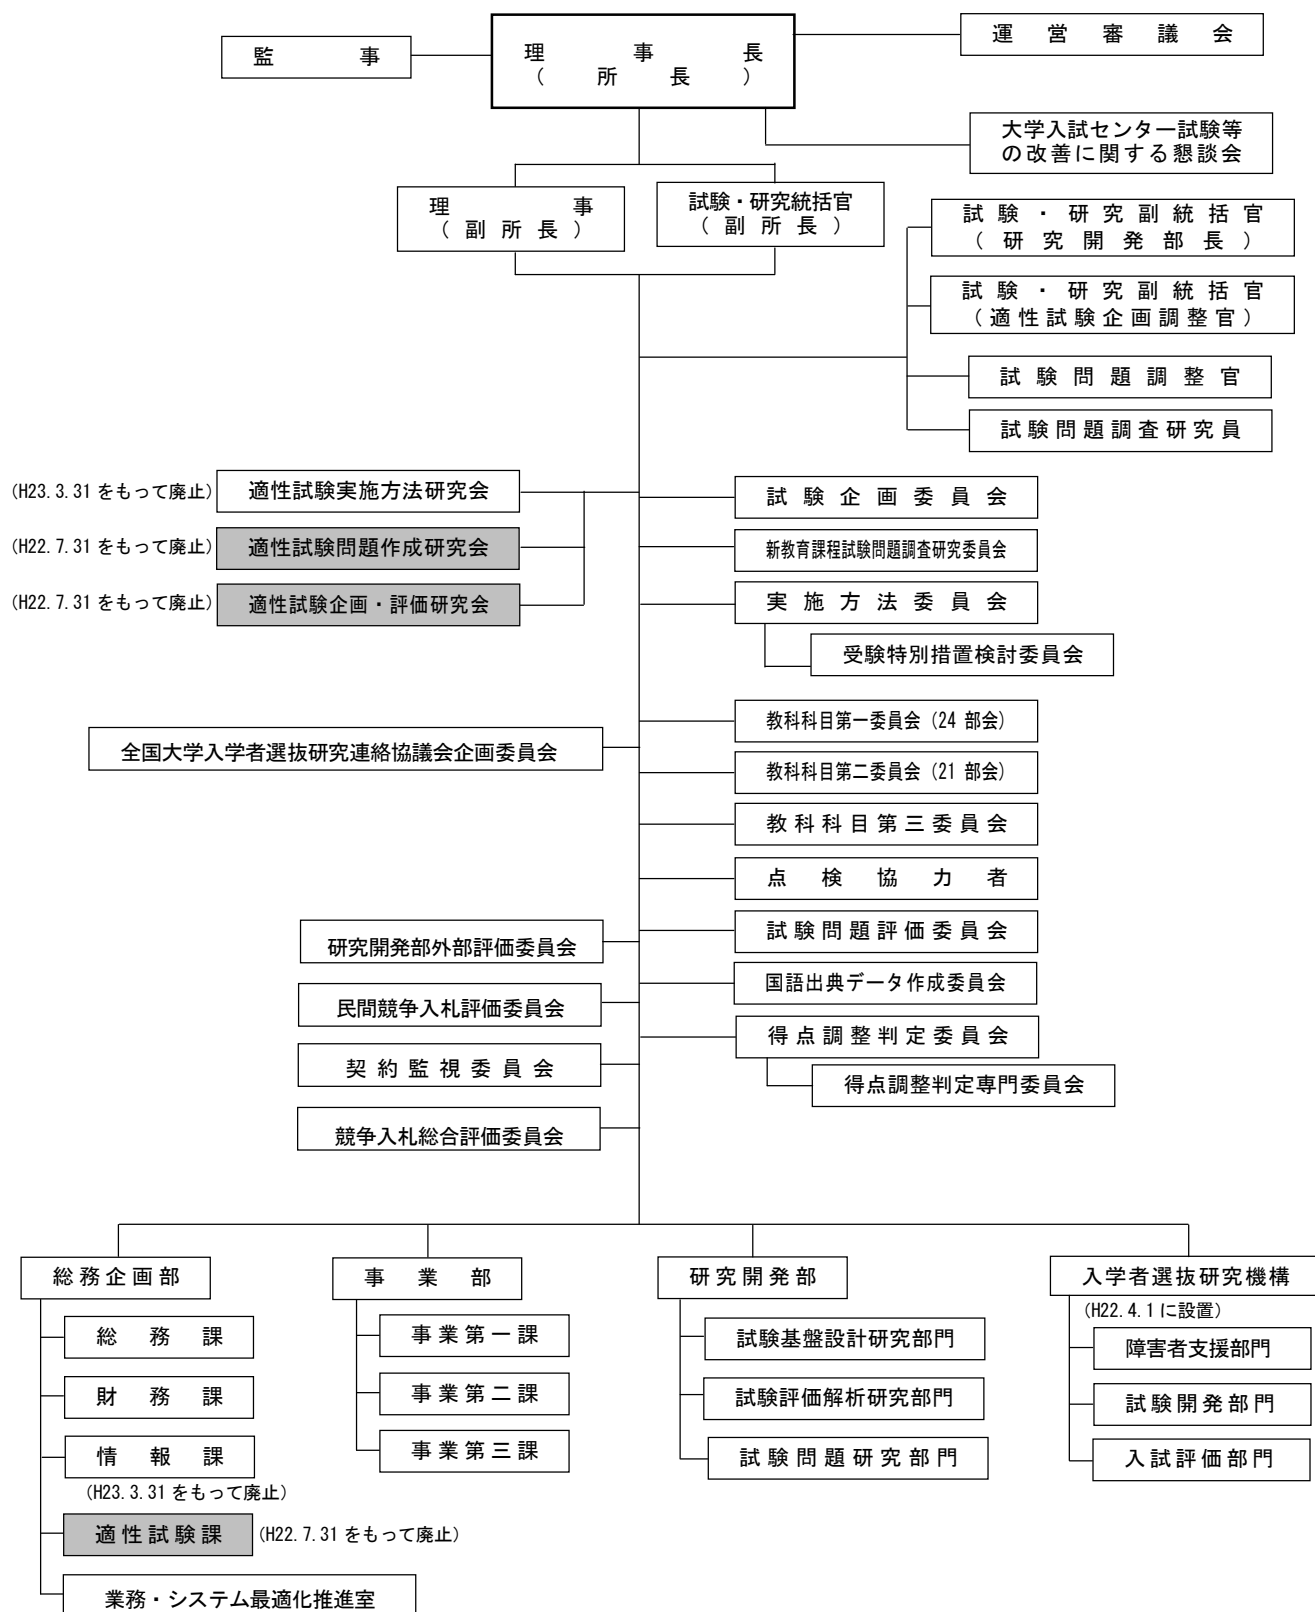 監事
理事長
（所長）
運営審議会
大学入試センター試験等
の改善に関する懇談会
理事
（副所長）
試験・研究統括官
（副所長）
試験・研究副統括官
（研究開発部長）
試験・研究副統括官
（適性試験企画調整官）
試験問題調整官
試験問題調査研究員
(H23.3.31をもって廃止)
適性試験実施方法研究会
(H22.7.31をもって廃止)
適性試験問題作成研究会
(H22.7.31をもって廃止)
適性試験企画・評価研究会
試験企画委員会
新教育課程試験問題調査研究委員会
実施方法委員会
受験特別措置検討委員会
全国大学入学者選抜研究連絡協議会企画委員会
教科科目第一委員会（24部会）
教科科目第二委員会（21部会）
教科科目第三委員会
点検協力者
試験問題評価委員会
国語出典データ作成委員会
得点調整判定委員会
得点調整判定専門委員会
研究開発部外部評価委員会
民間競争入札評価委員会
契約監視委員会
競争入札総合評価委員会
総務企画部
総務課
財務課
情報課
(H23.3.31をもって廃止)
適性試験課
(H22.7.31をもって廃止)
業務・システム最適化推進室
事業部
事業第一課
事業第二課
事業第三課
研究開発部
試験基盤設計研究部門
試験評価解析研究部門
試験問題研究部門
入学者選抜研究機構
(H22.4.1に設置)
障害者支援部門
試験開発部門
入試評価部門